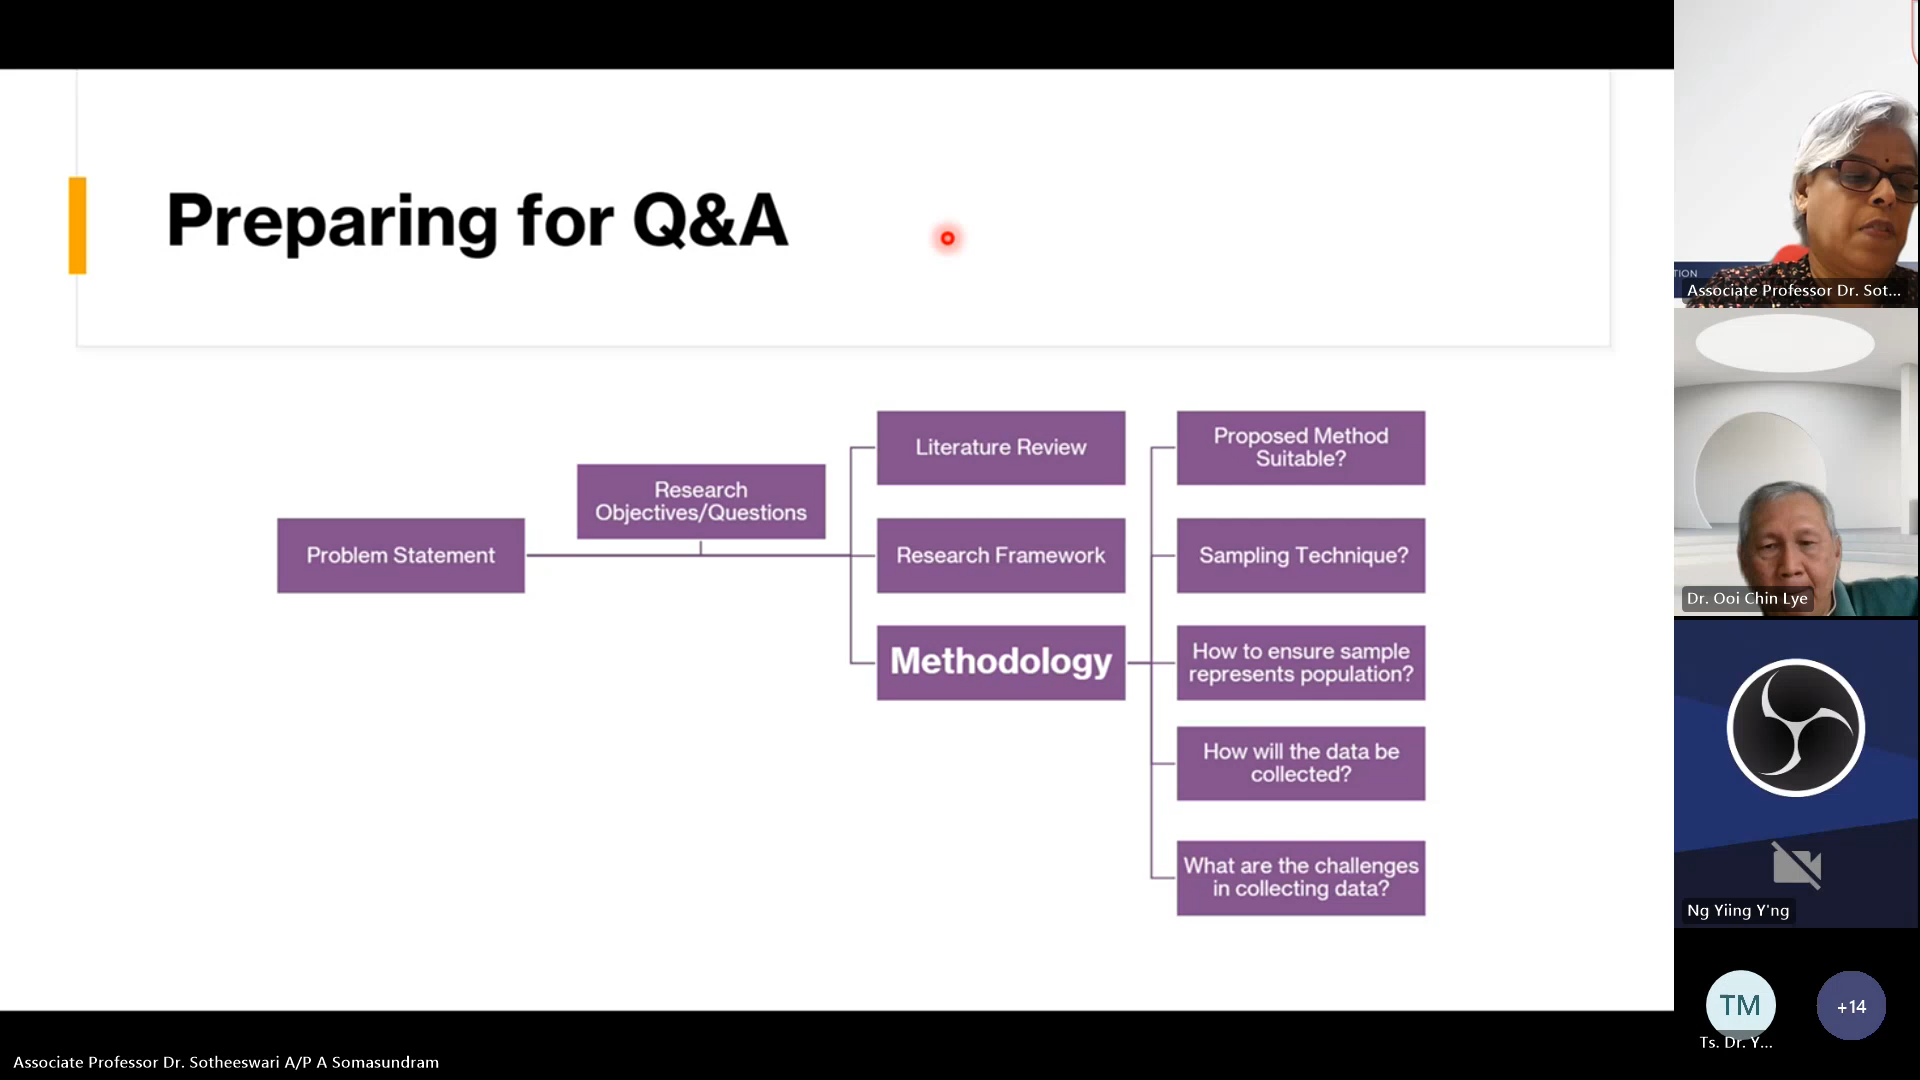 Preparing for Q&A
Problem Statement
Research
Objectives/Questions
Literature Review
Research Framework
Methodology
Proposed Method
Suitable?
Sampling Technique?
How to ensure sample
represents population?
How will the data be
collected?
What are the challenges
in collecting data?
TION
Associate Professor Dr. Sot...
Dr. Ooi Chin Lye
Ng Yiing Y'ng
TM
+14
Ts. Dr. Y...
Associate Professor Dr. Sotheeswari A/P A Somasundram